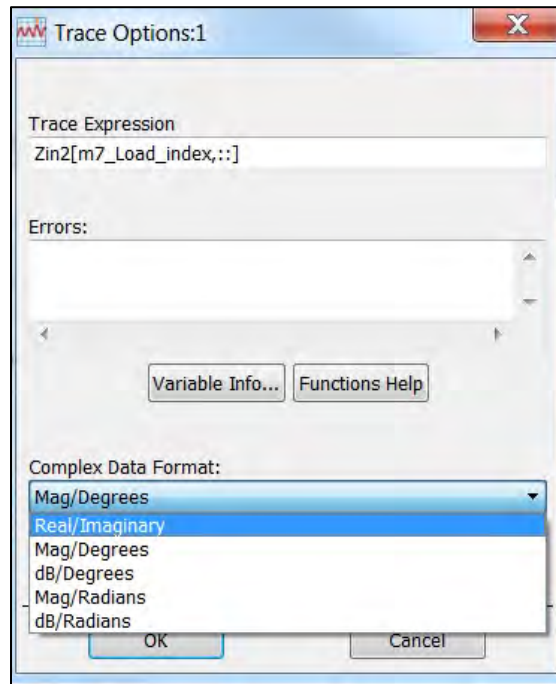 Trace Options:1
Trace Expression
Zin2[m7_Load_index,::]
Errors:
Variable Info... Functions Help
Complex Data Format:
Mag/Degrees
Real/Imaginary
Mag/Degrees
dB/Degrees
Mag/Radians
dB/Radians
OK Cancel